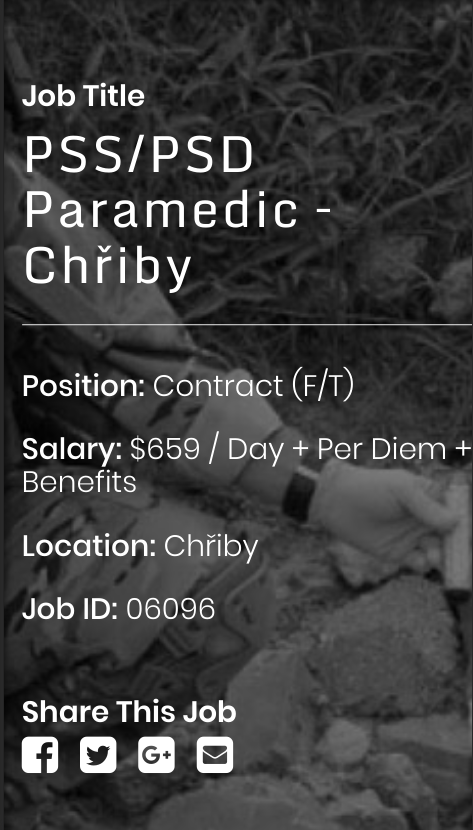 Job Title
PSS/PSD
Paramedic -
Chřiby
Position: Contract (F/T)
Salary: $659 / Day + Per Diem +
Benefits
Location: Chřiby
Job ID: 06096
Share This Job